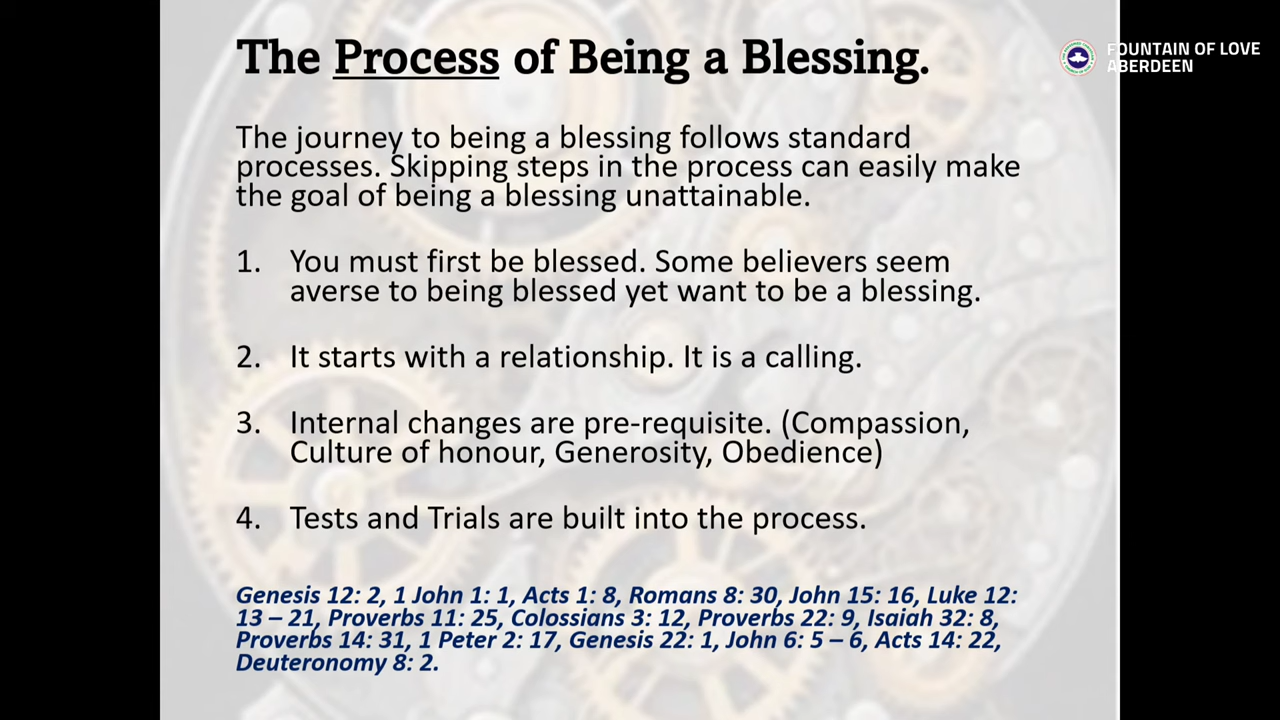 The Process of Being a Blessing.
FOUNTAIN OF LOVE
ABERDEEN
The journey to being a blessing follows standard
processes. Skipping steps in the process can easily make
the goal of being a blessing unattainable.
1. You must first be blessed. Some believers seem
averse to being blessed yet want to be a blessing.
2. It starts with a relationship. It is a calling.
3. Internal changes are pre-requisite. (Compassion,
Culture of honour, Generosity, Obedience)
4. Tests and Trials are built into the process.
Genesis 12: 2, 1 John 1: 1, Acts 1: 8, Romans 8: 30, John 15: 16, Luke 12:
13 – 21, Proverbs 11: 25, Colossians 3: 12, Proverbs 22: 9, Isaiah 32: 8,
Proverbs 14: 31, 1 Peter 2: 17, Genesis 22: 1, John 6: 5 – 6, Acts 14: 22,
Deuteronomy 8: 2.